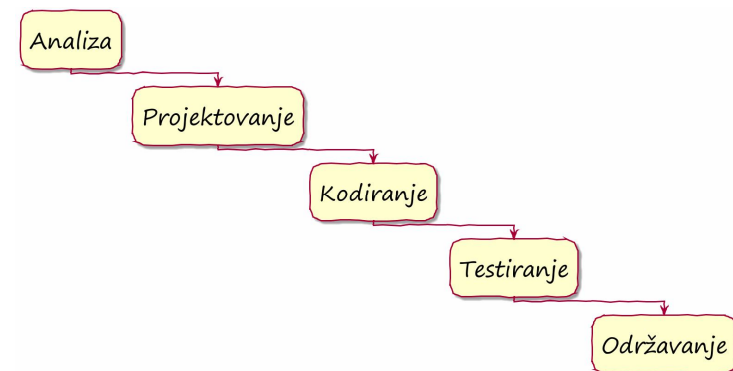 Analiza
Projektovanje
Kodiranje
Testiranje
Održavanje